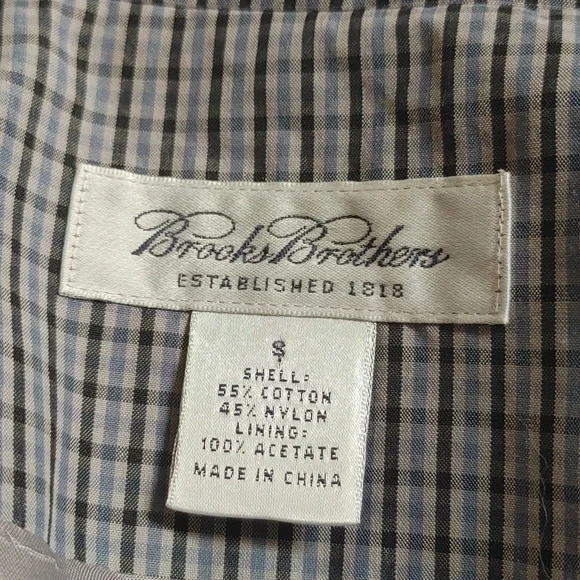 Brooks Brothers
ESTABLISHED 1818
S
SHELL:
55% COTTON
45% NYLON
LINING:
100% ACETATE
MADE IN CHINA